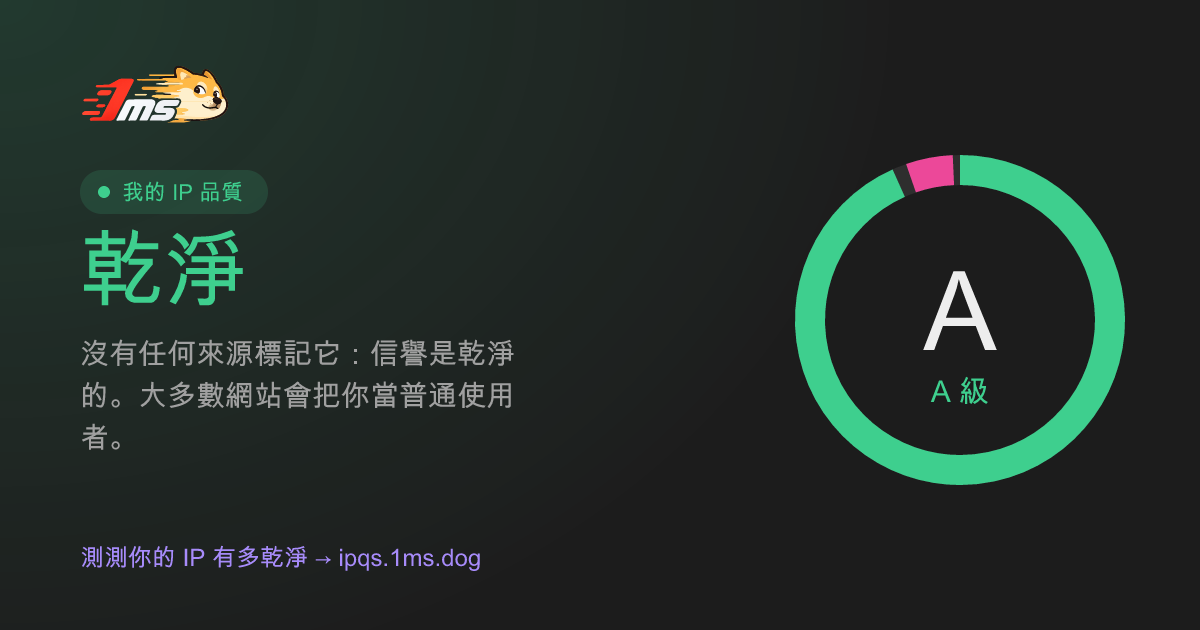 1ms
我的 IP 品質
乾淨
沒有任何來源標記它：信譽是乾淨
的。大多數網站會把你當普通使用
者。
測測你的 IP 有多乾淨 → ipqs.1ms.dog
A
A 級